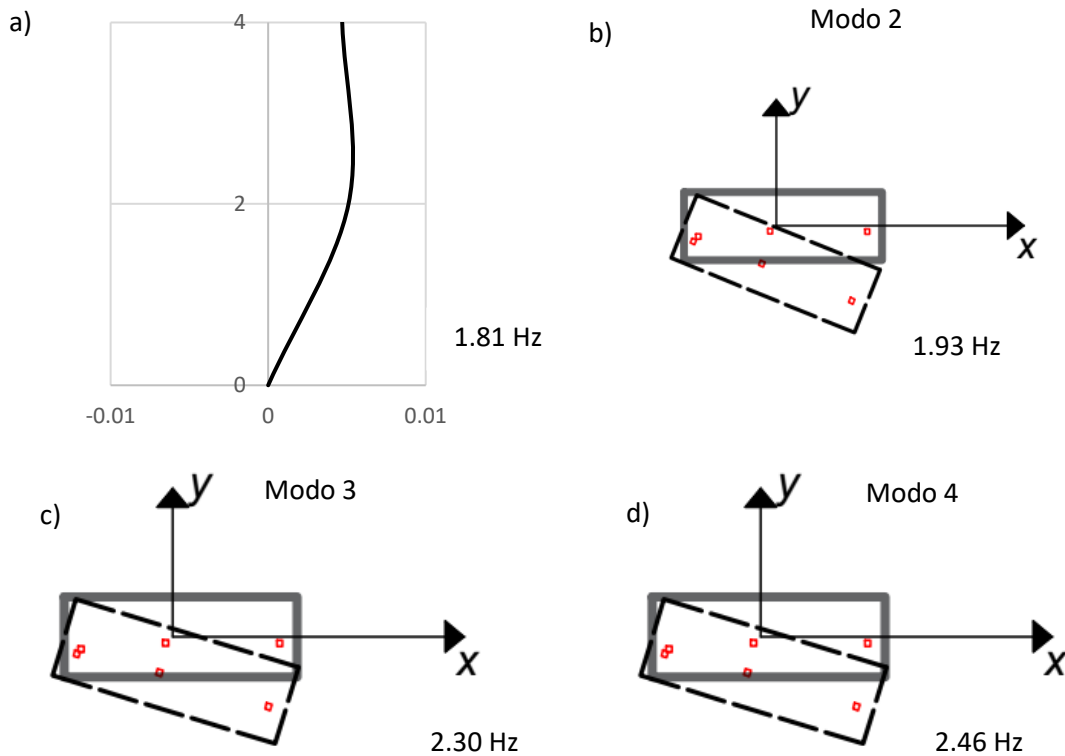 a)
4
2
0
-0.01
0
0.01
1.81 Hz
b)
Modo 2
y
x
1.93 Hz
c)
Modo 3
y
x
2.30 Hz
d)
Modo 4
y
x
2.46 Hz